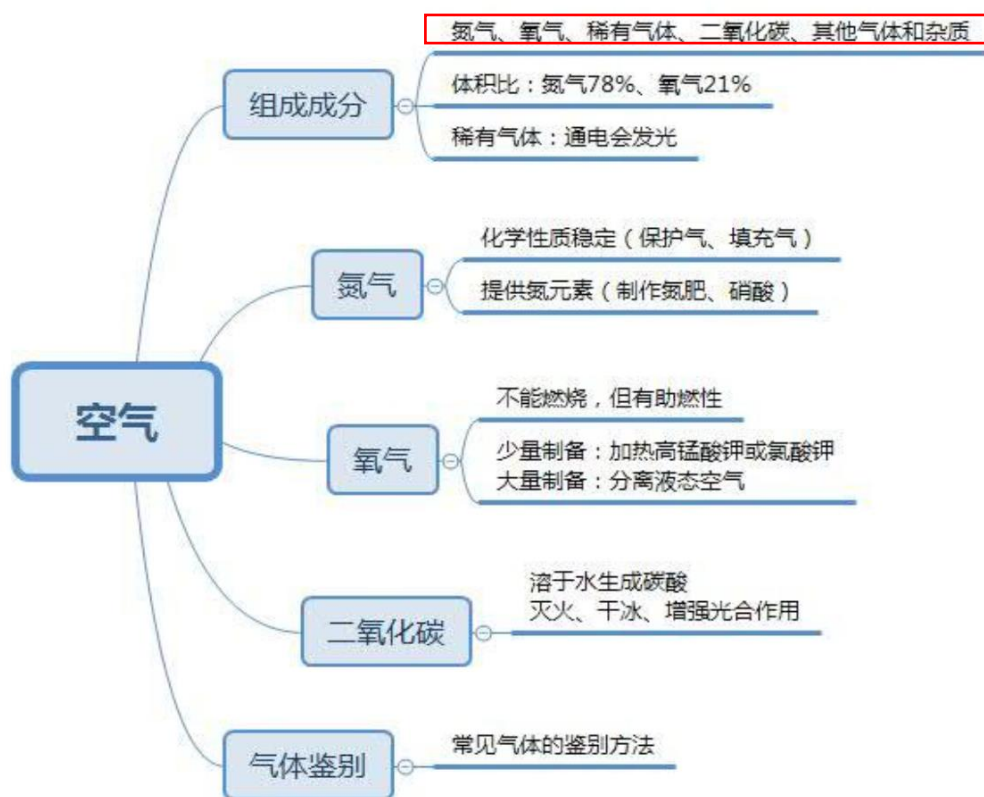 空气
组成成分
氮气、氧气、稀有气体、二氧化碳、其他气体和杂质
体积比：氮气78%、氧气21%
稀有气体：通电会发光
氮气
化学性质稳定（保护气、填充气）
提供氮元素（制作氮肥、硝酸）
氧气
不能燃烧，但有助燃性
少量制备：加热高锰酸钾或氯酸钾
大量制备：分离液态空气
二氧化碳
溶于水生成碳酸
灭火、干冰、增强光合作用
气体鉴别
常见气体的鉴别方法